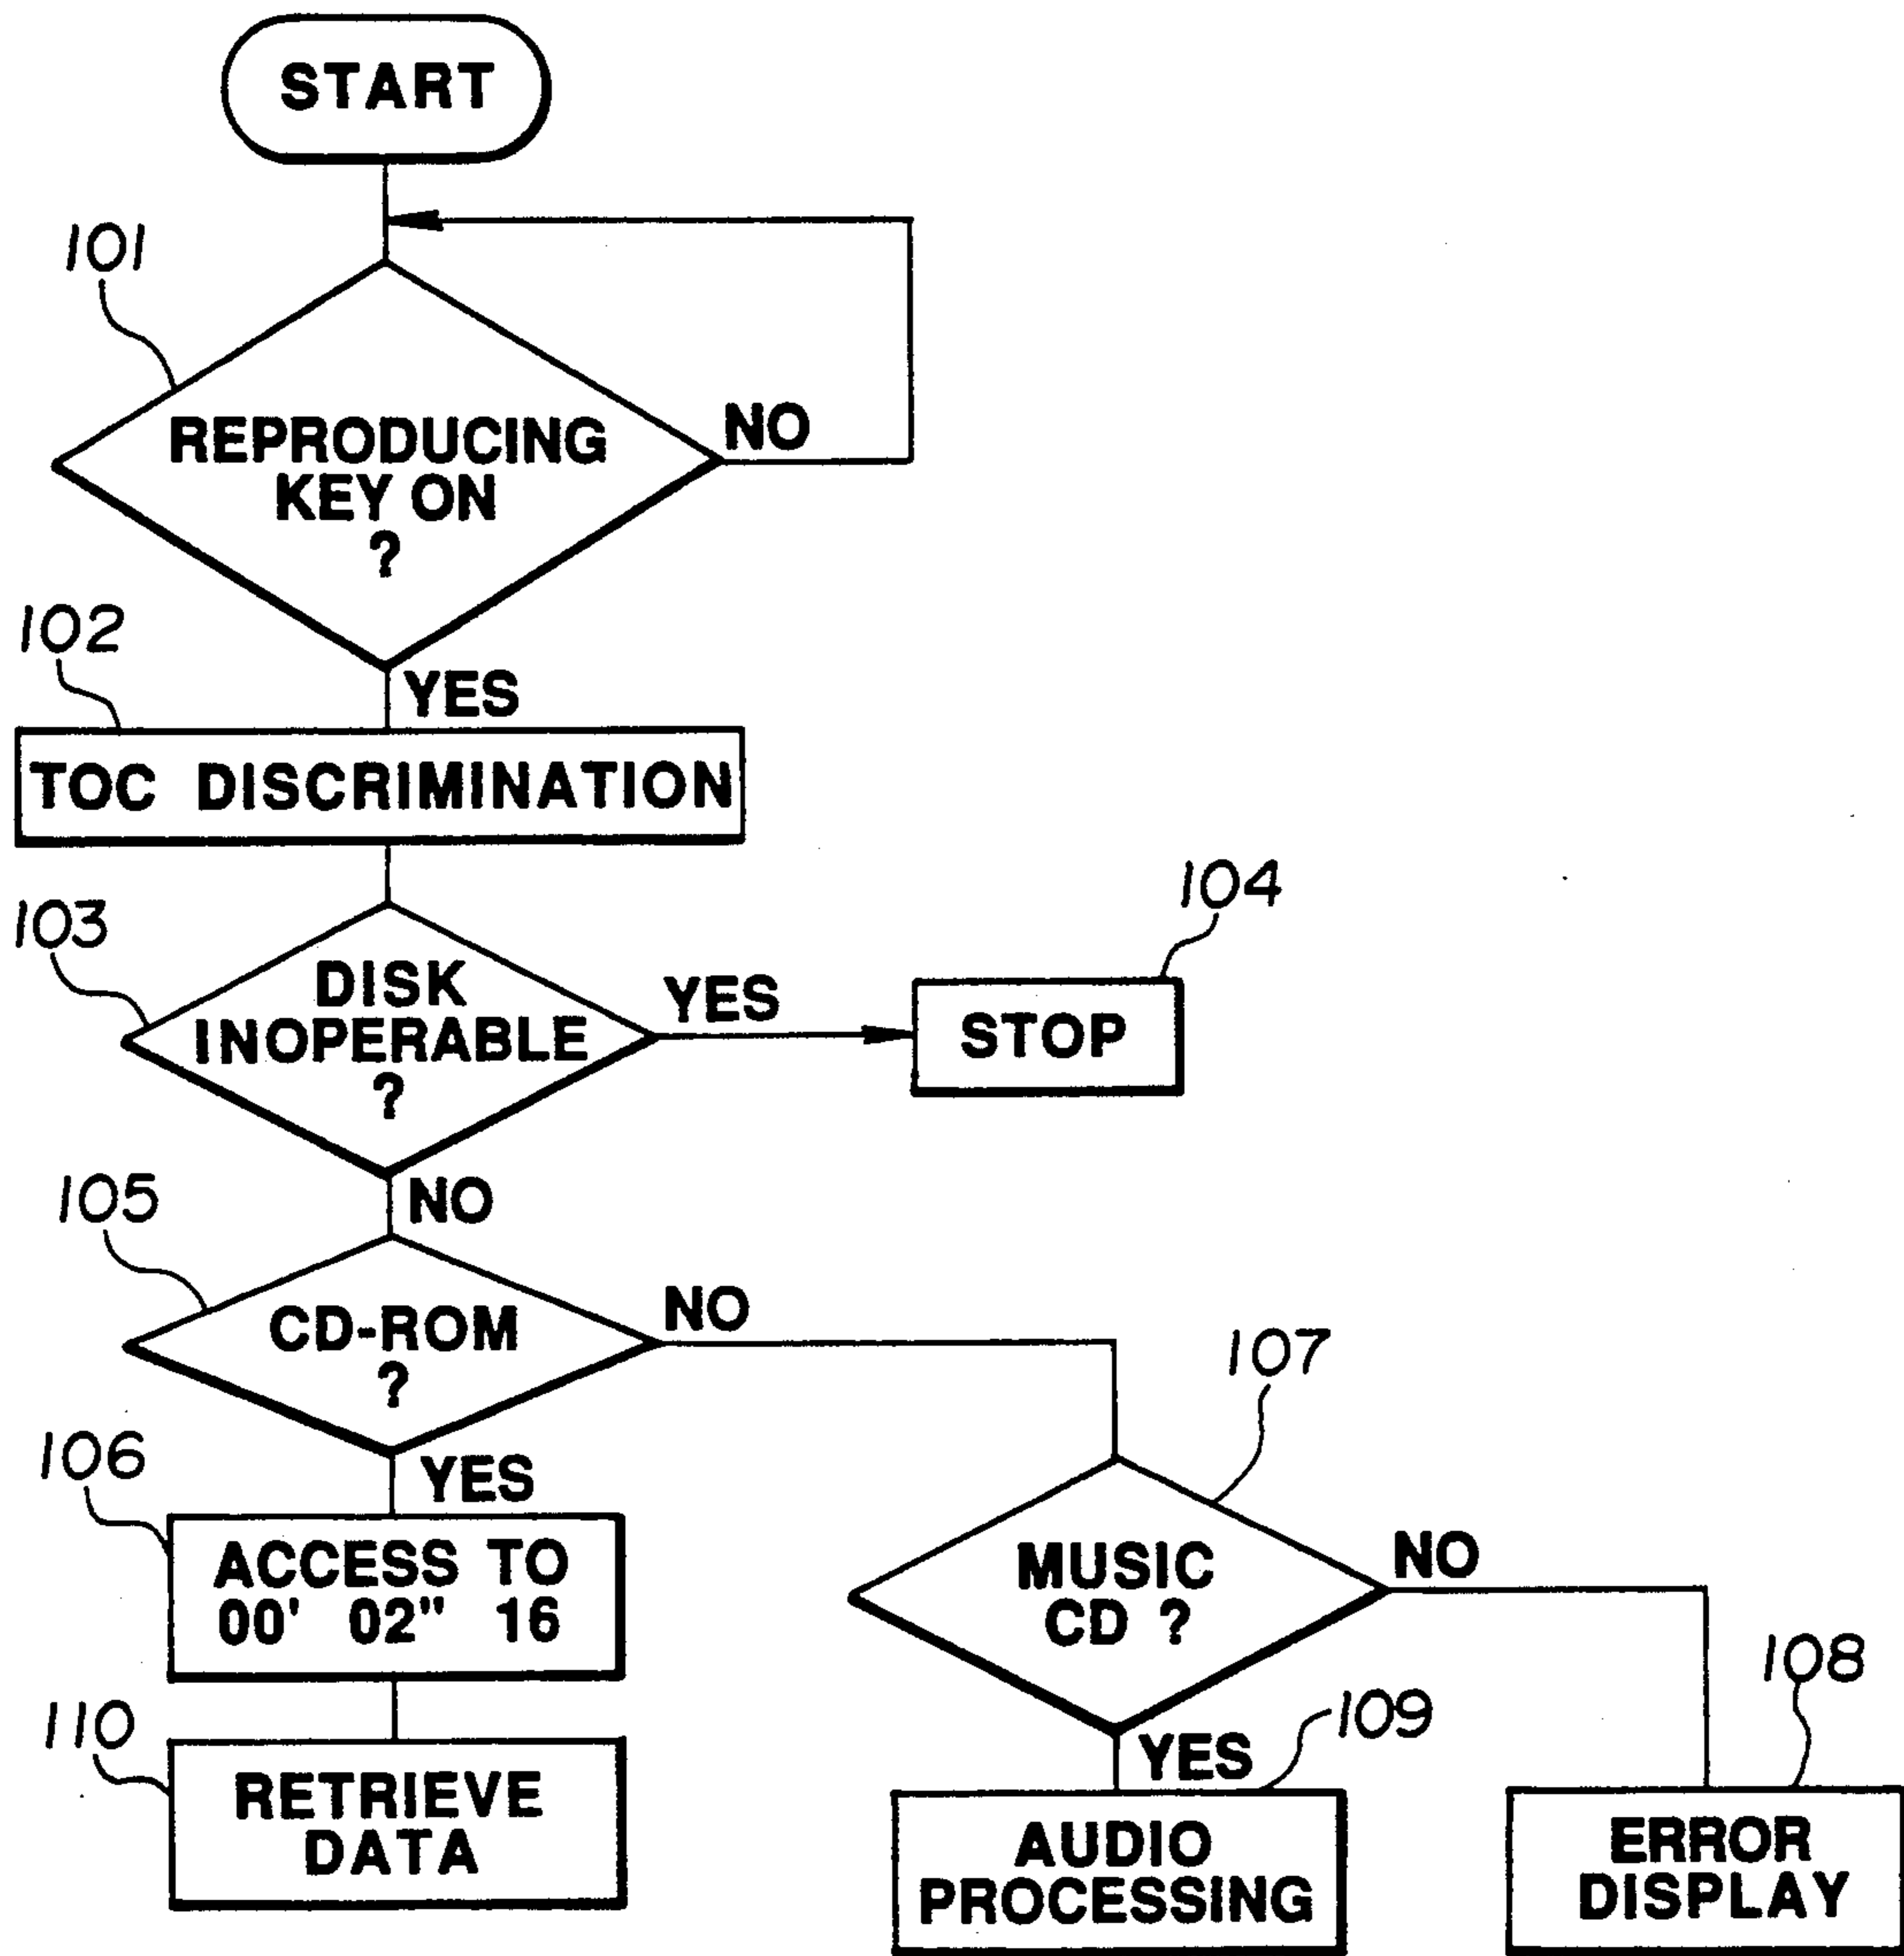 START
101
REPRODUCING
KEY ON
?
NO
102
YES
TOC DISCRIMINATION
103
DISK
INOPERABLE
?
YES
104
STOP
NO
105
CD-ROM
?
NO
107
106
YES
ACCESS TO
00' 02" 16
MUSIC
CD ?
NO
108
110
RETRIEVE
DATA
YES
109
AUDIO
PROCESSING
ERROR
DISPLAY